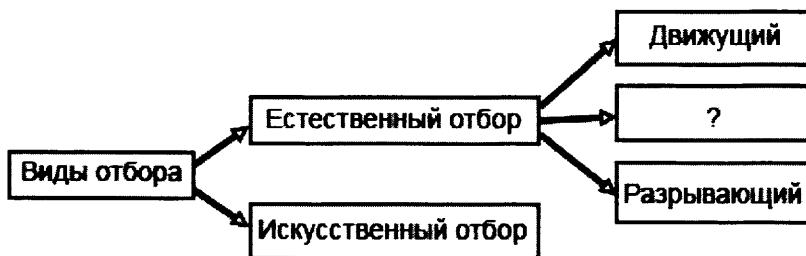 Движущий
Естественный отбор
?
Виды отбора
Разрывающий
Искусственный отбор